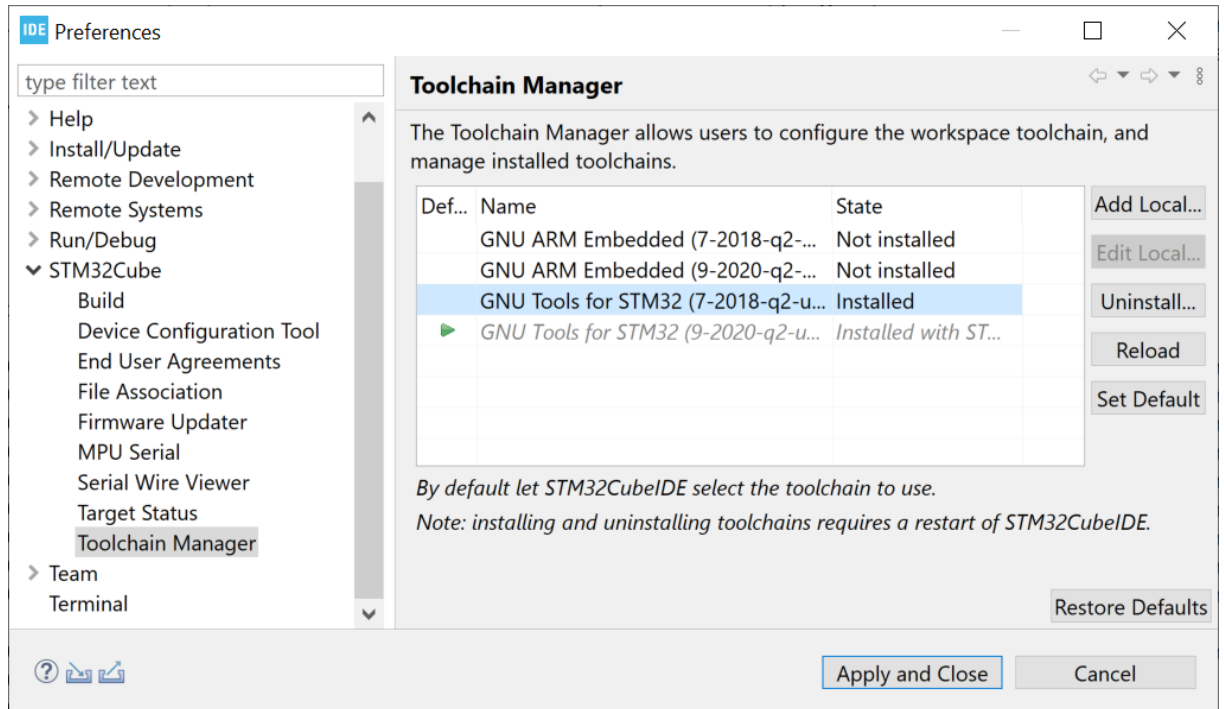 IDE Preferences
type filter text
Help
Install/Update
Remote Development
Remote Systems
Run/Debug
STM32Cube
Build
Device Configuration Tool
End User Agreements
File Association
Firmware Updater
MPU Serial
Serial Wire Viewer
Target Status
Toolchain Manager
Team
Terminal
Toolchain Manager
The Toolchain Manager allows users to configure the workspace toolchain, and
manage installed toolchains.
Def... Name State
GNU ARM Embedded (7-2018-q2-... Not installed
GNU ARM Embedded (9-2020-q2-... Not installed
GNU Tools for STM32 (7-2018-q2-u... Installed
GNU Tools for STM32 (9-2020-q2-u... Installed with ST...
Add Local...
Edit Local...
Uninstall...
Reload
Set Default
By default let STM32CubeIDE select the toolchain to use.
Note: installing and uninstalling toolchains requires a restart of STM32CubeIDE.
Restore Defaults
? Apply and Close Cancel